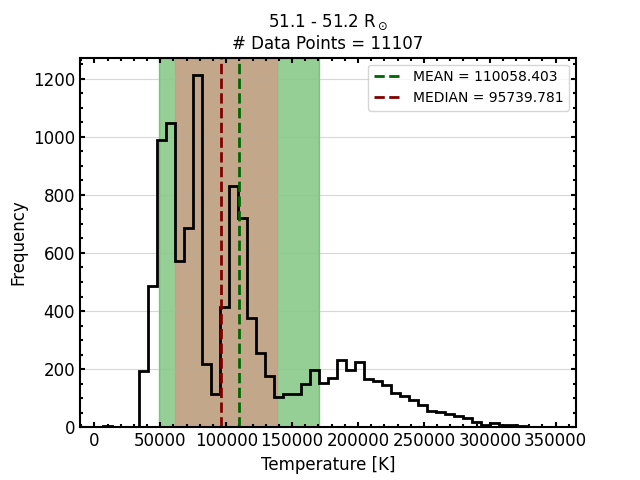 51.1 - 51.2 R⊙
# Data Points = 11107
MEAN = 110058.403
MEDIAN = 95739.781
Frequency
1200
1000
800
600
400
200
0
0 50000 100000 150000 200000 250000 300000 350000
Temperature [K]